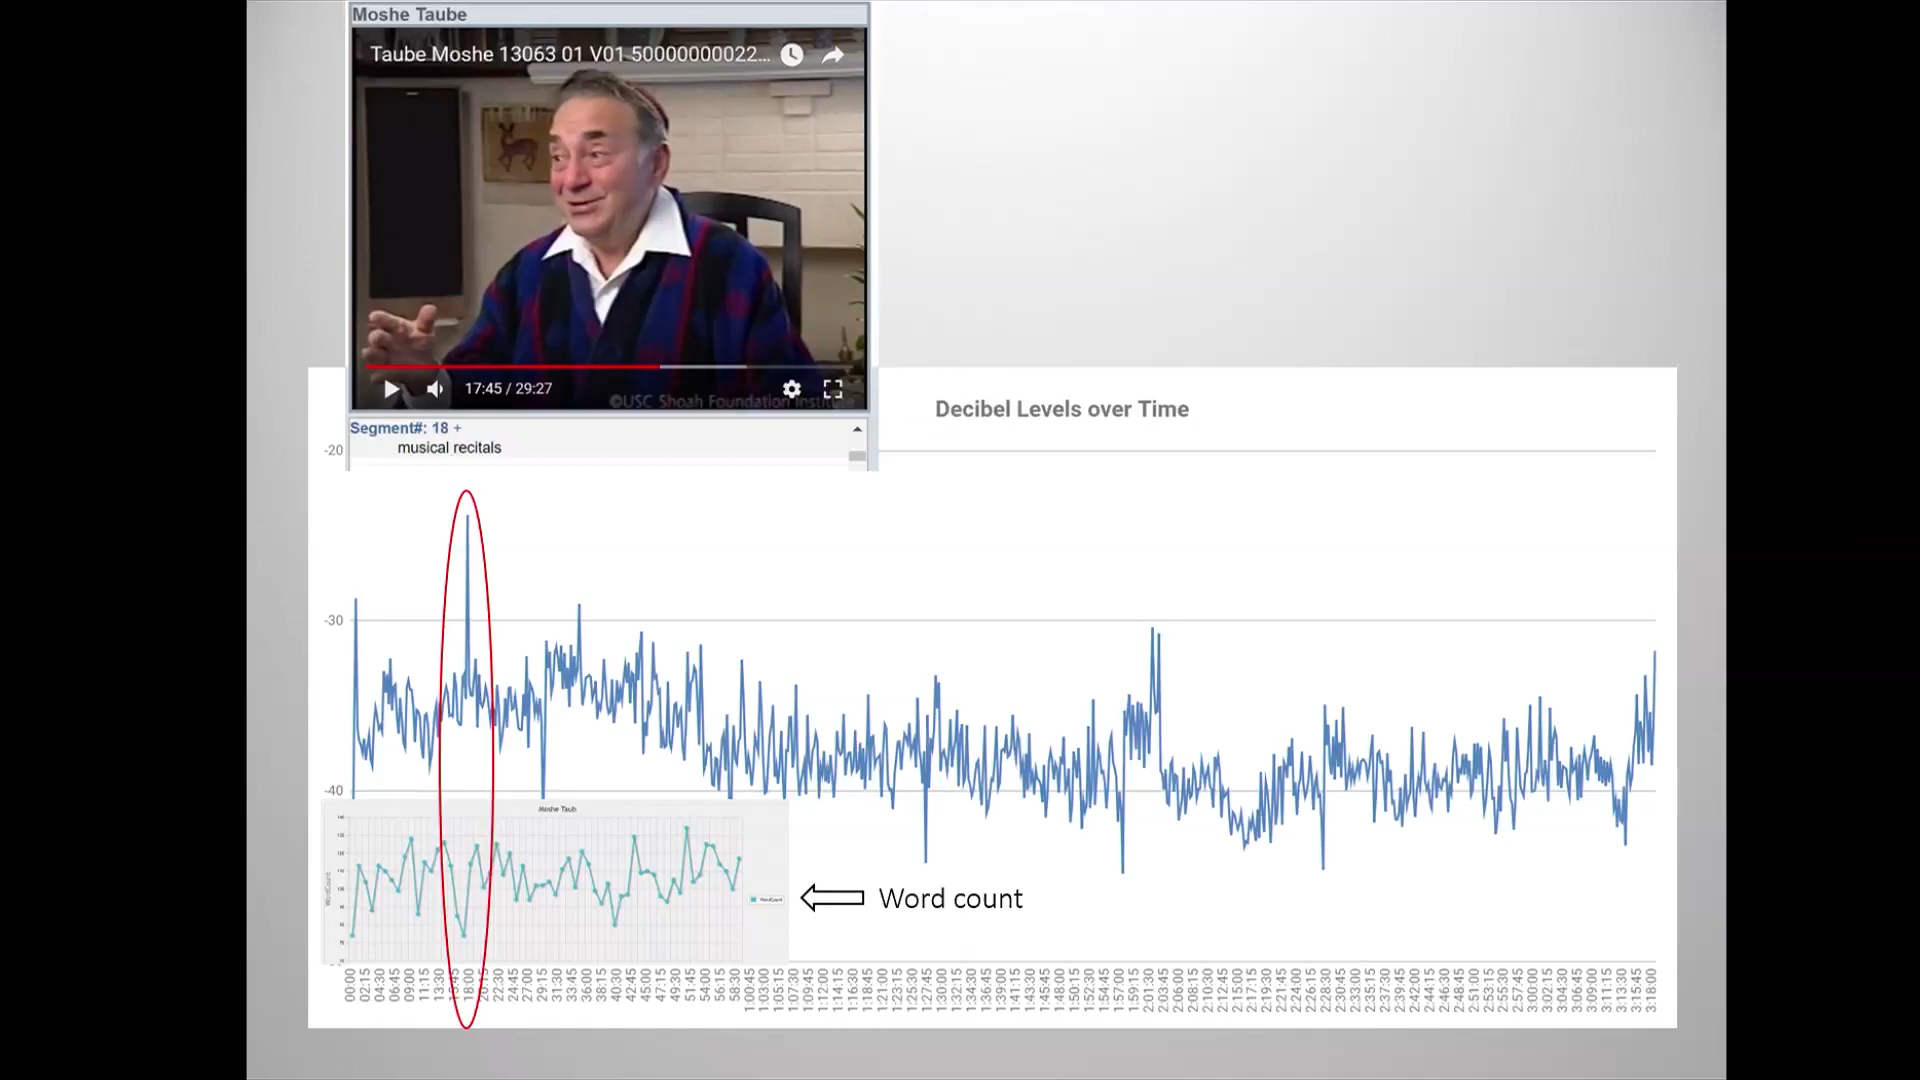 Moshe Taube
Taube Moshe 13063 01 V01 50000000022...
17:45 / 29:27
©USC Shoah Foundation Instit
Segment#: 18 +
musical recitals
Decibel Levels over Time
-20
-30
-40
Moshe Taub
WordCount
Word count
00:00 02:15 04:30 06:45 09:00 11:15 13:30 18:00 22:30 24:45 27:00 29:15 31:30 33:45 36:00 38:15 40:30 42:45 45:00 47:15 49:30 51:45 54:00 56:15 58:30 1:00:45 1:03:00 1:05:15 1:07:30 1:09:45 1:12:00 1:14:15 1:16:30 1:18:45 1:21:00 1:23:15 1:25:30 1:27:45 1:30:00 1:32:15 1:34:30 1:36:45 1:39:00 1:41:15 1:43:30 1:45:45 1:48:00 1:50:15 1:52:30 1:54:45 1:57:00 1:59:15 2:01:30 2:03:45 2:06:00 2:08:15 2:10:30 2:12:45 2:15:00 2:17:15 2:19:30 2:21:45 2:24:00 2:26:15 2:28:30 2:30:45 2:33:00 2:35:15 2:37:30 2:39:45 2:42:00 2:44:15 2:46:30 2:48:45 2:51:00 2:53:15 2:55:30 2:57:45 3:00:00 3:02:15 3:04:30 3:06:45 3:09:00 3:11:15 3:13:30 3:15:45 3:18:00